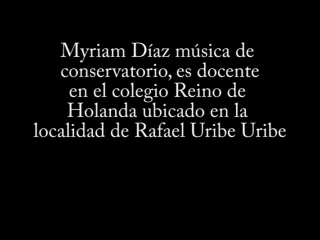 Myriam Díaz música de
conservatorio, es docente
en el colegio Reino de
Holanda ubicado en la
localidad de Rafael Uribe Uribe